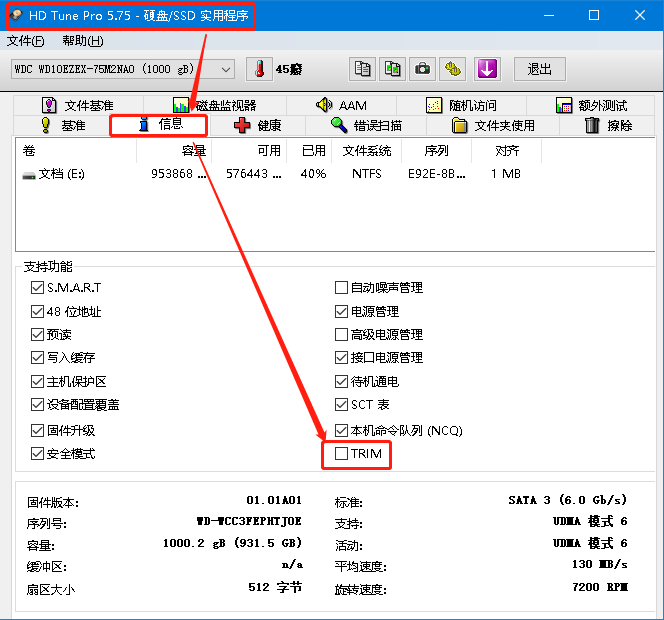 HD Tune Pro 5.75 - 硬盘/SSD 实用程序
文件(F) 帮助(H)
WDC WD10EZEX-75M2NA0 (1000 gB) 45癈 退出
文件基准 磁盘监视器 AAM 随机访问 额外测试
基准 信息 健康 错误扫描 文件夹使用 擦除
卷 容量 可用 已用 文件系统 序列 对齐
文档 (E:) 953868 ... 576443 ... 40% NTFS E92E-8B... 1 MB
支持功能
S.M.A.R.T 自动噪声管理
48 位地址 电源管理
预读 高级电源管理
写入缓存 接口电源管理
主机保护区 待机通电
设备配置覆盖 SCT 表
固件升级 本机命令队列 (NCQ)
安全模式 TRIM
固件版本: 01.01A01 标准: SATA 3 (6.0 Gb/s)
序列号: WD-WCC3FEPHTJ0E 支持: UDMA 模式 6
容量: 1000.2 gB (931.5 GB) 活动: UDMA 模式 6
缓冲区: n/a 平均速度: 130 MB/s
扇区大小 512 字节 旋转速度: 7200 RPM